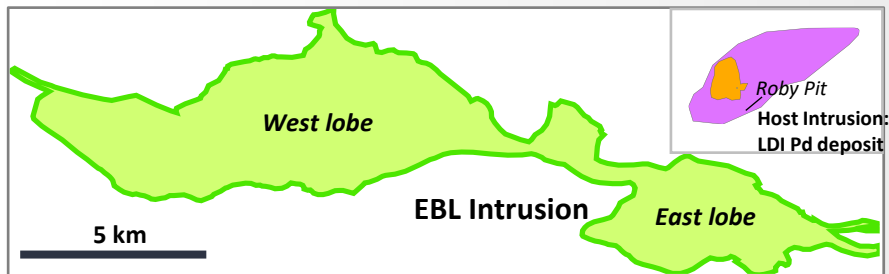 West lobe
Roby Pit
Host Intrusion:
LDI Pd deposit
EBL Intrusion
East lobe
5 km